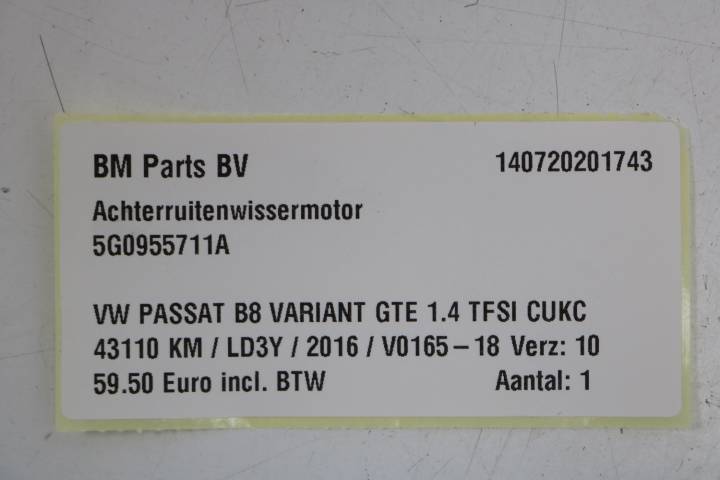 BM Parts BV 140720201743
Achterruitenwissermotor
5G0955711A
VW PASSAT B8 VARIANT GTE 1.4 TFSI CUKC
43110 KM / LD3Y / 2016 / V0165-18 Verz: 10
59.50 Euro incl. BTW Aantal: 1